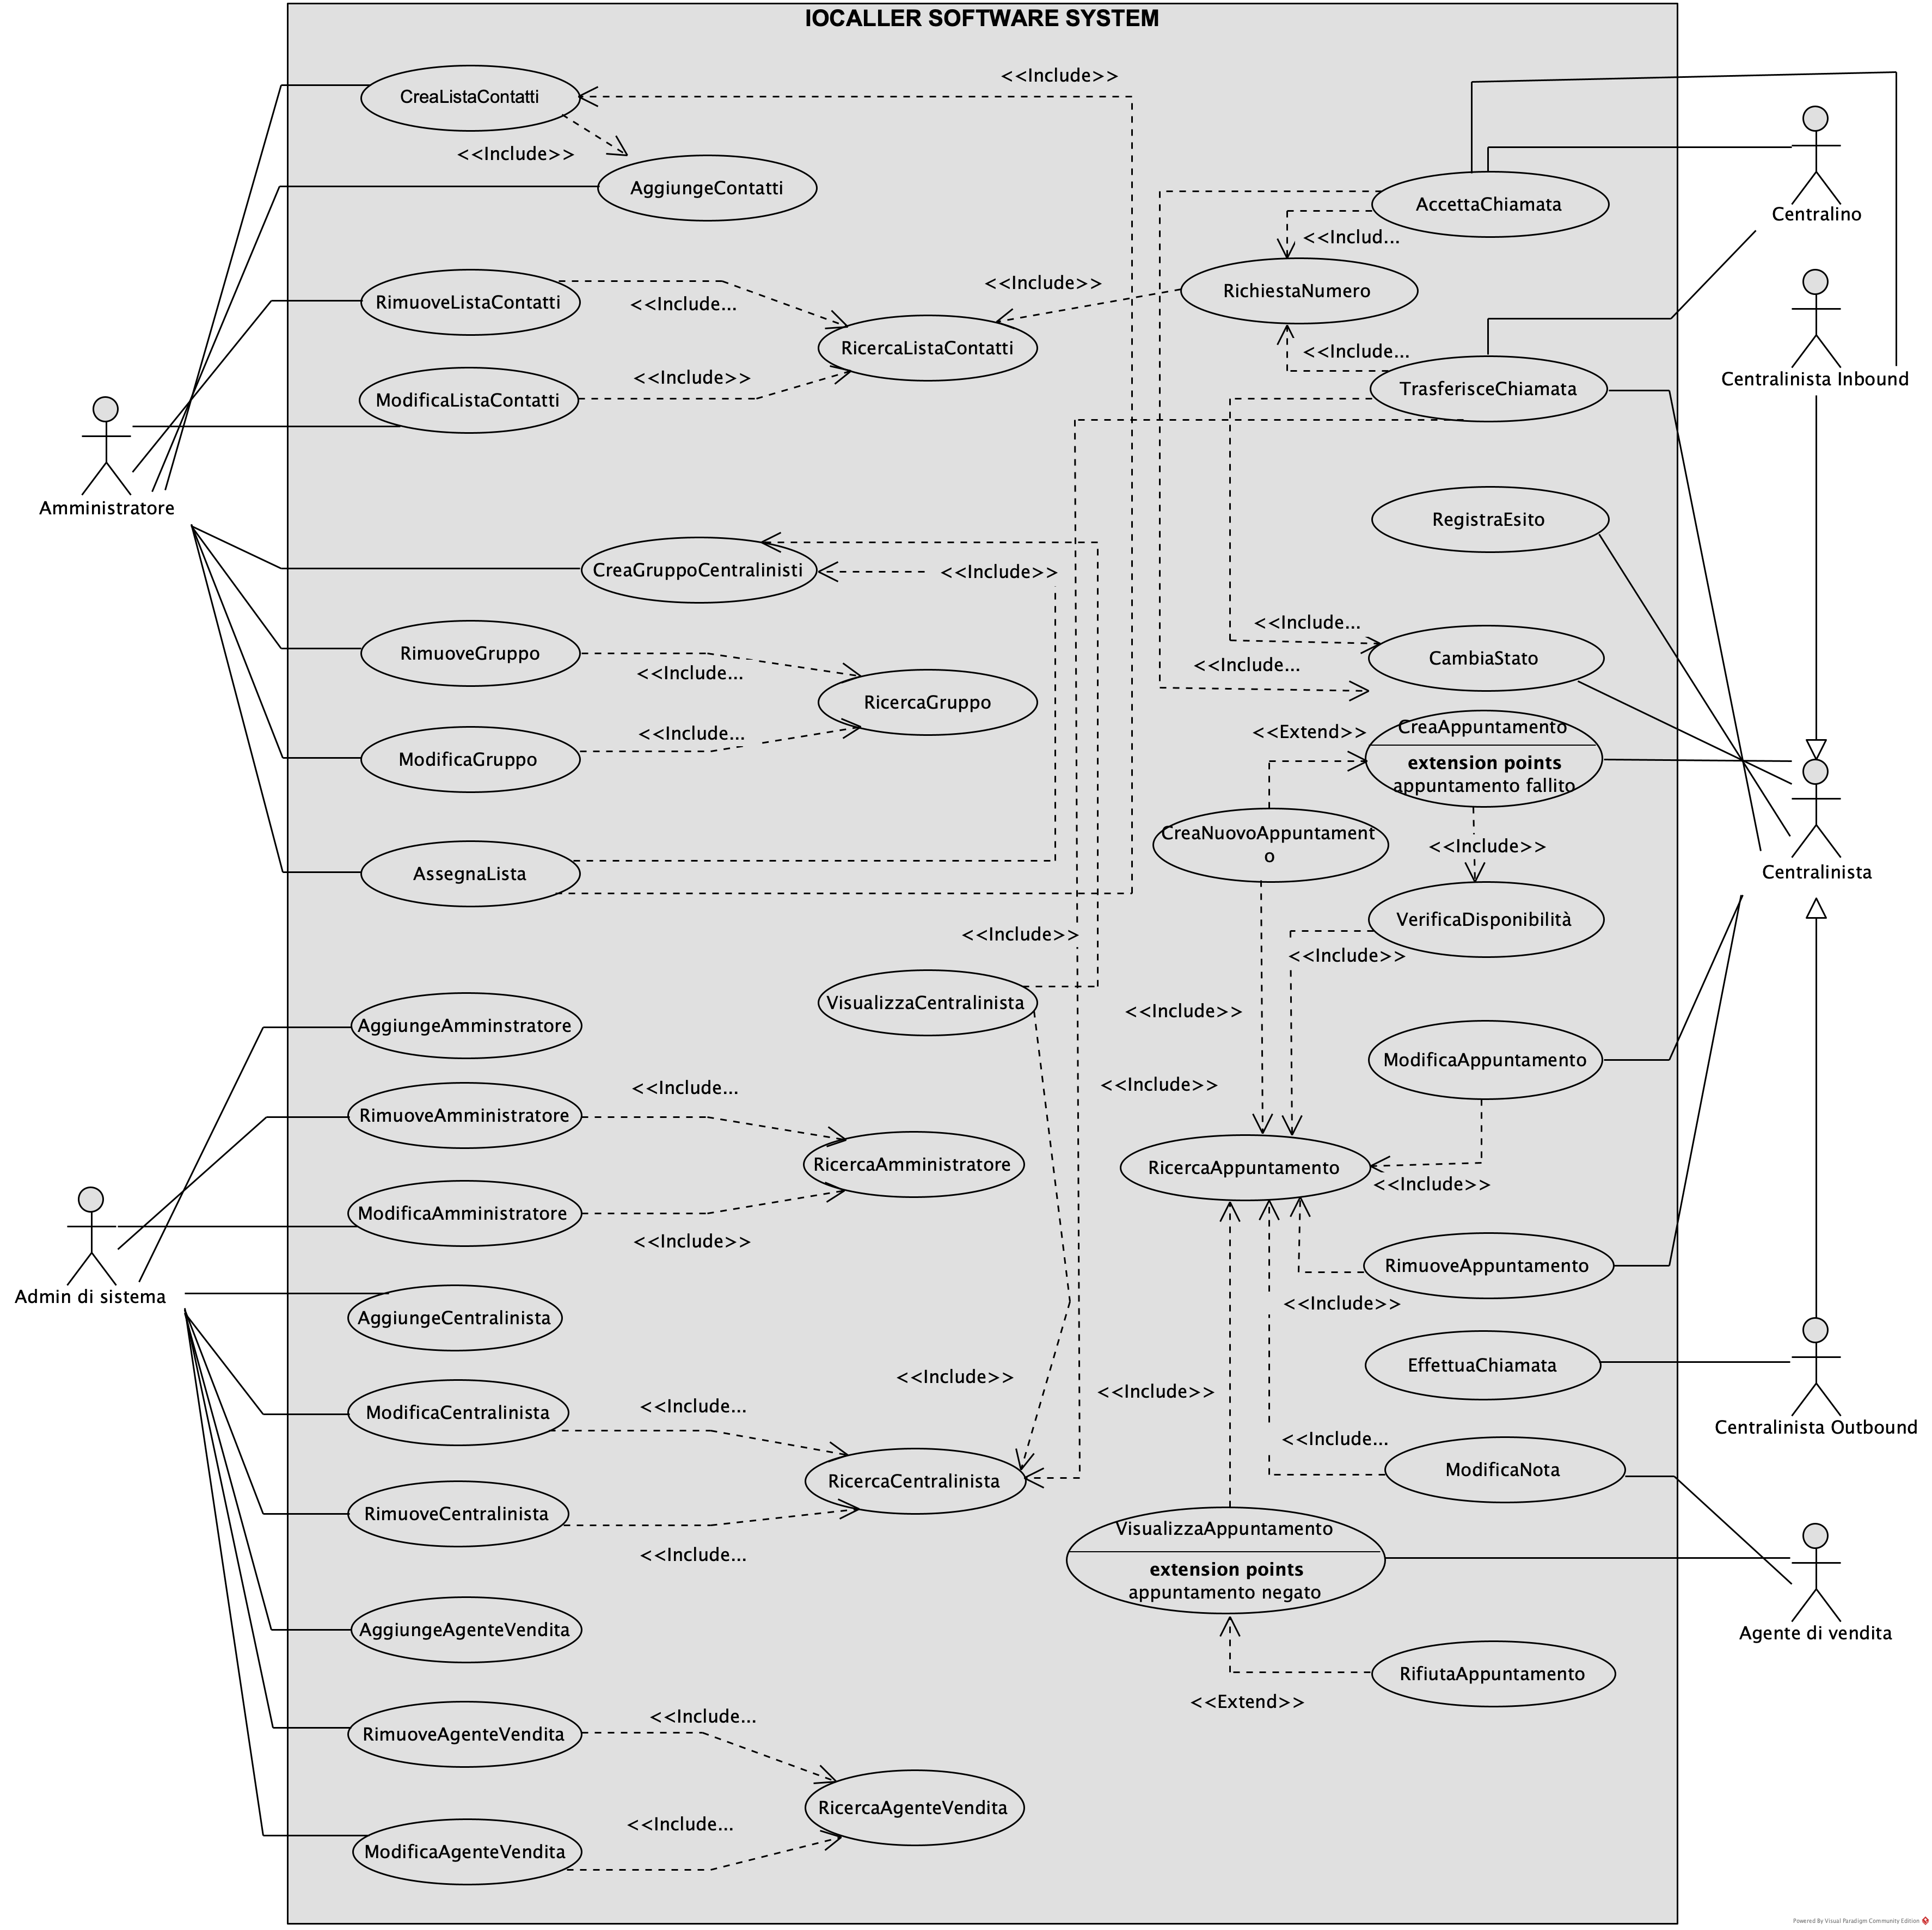 IOCALLER SOFTWARE SYSTEM
<<Include>>
CreaListaContatti
<<Include>>
AggiungeContatti
AccettaChiamata
Centralino
<<Includ...
<<Include>>
RichiestaNumero
RimuoveListaContatti
<<Include...
RicercaListaContatti
<<Include...
Centralinista Inbound
<<Include>>
TrasferisceChiamata
ModificaListaContatti
Amministratore
RegistraEsito
CreaGruppoCentralinisti
<<Include>>
<<Include...
RimuoveGruppo
<<Include...
CambiaStato
<<Include...
RicercaGruppo
<<Include...
ModificaGruppo
<<Extend>>
CreaAppuntamento
extension points
appuntamento fallito
CreaNuovoAppuntament
o
<<Include>>
AssegnaLista
Centralinista
VerificaDisponibilità
<<Include>>
<<Include>>
VisualizzaCentralinista
<<Include>>
AggiungeAmminstratore
ModificaAppuntamento
<<Include...
<<Include>>
RimuoveAmministratore
RicercaAmministratore
RicercaAppuntamento
<<Include>>
ModificaAmministratore
<<Include>>
RimuoveAppuntamento
<<Include>>
Admin di sistema
AggiungeCentralinista
EffettuaChiamata
<<Include>>
<<Include>>
ModificaCentralinista
<<Include...
Centralinista Outbound
<<Include...
RicercaCentralinista
ModificaNota
RimuoveCentralinista
<<Include...
VisualizzaAppuntamento
extension points
appuntamento negato
AggiungeAgenteVendita
Agente di vendita
RifiutaAppuntamento
<<Extend>>
<<Include...
RimuoveAgenteVendita
RicercaAgenteVendita
<<Include...
ModificaAgenteVendita
Powered By Visual Paradigm Community Edition